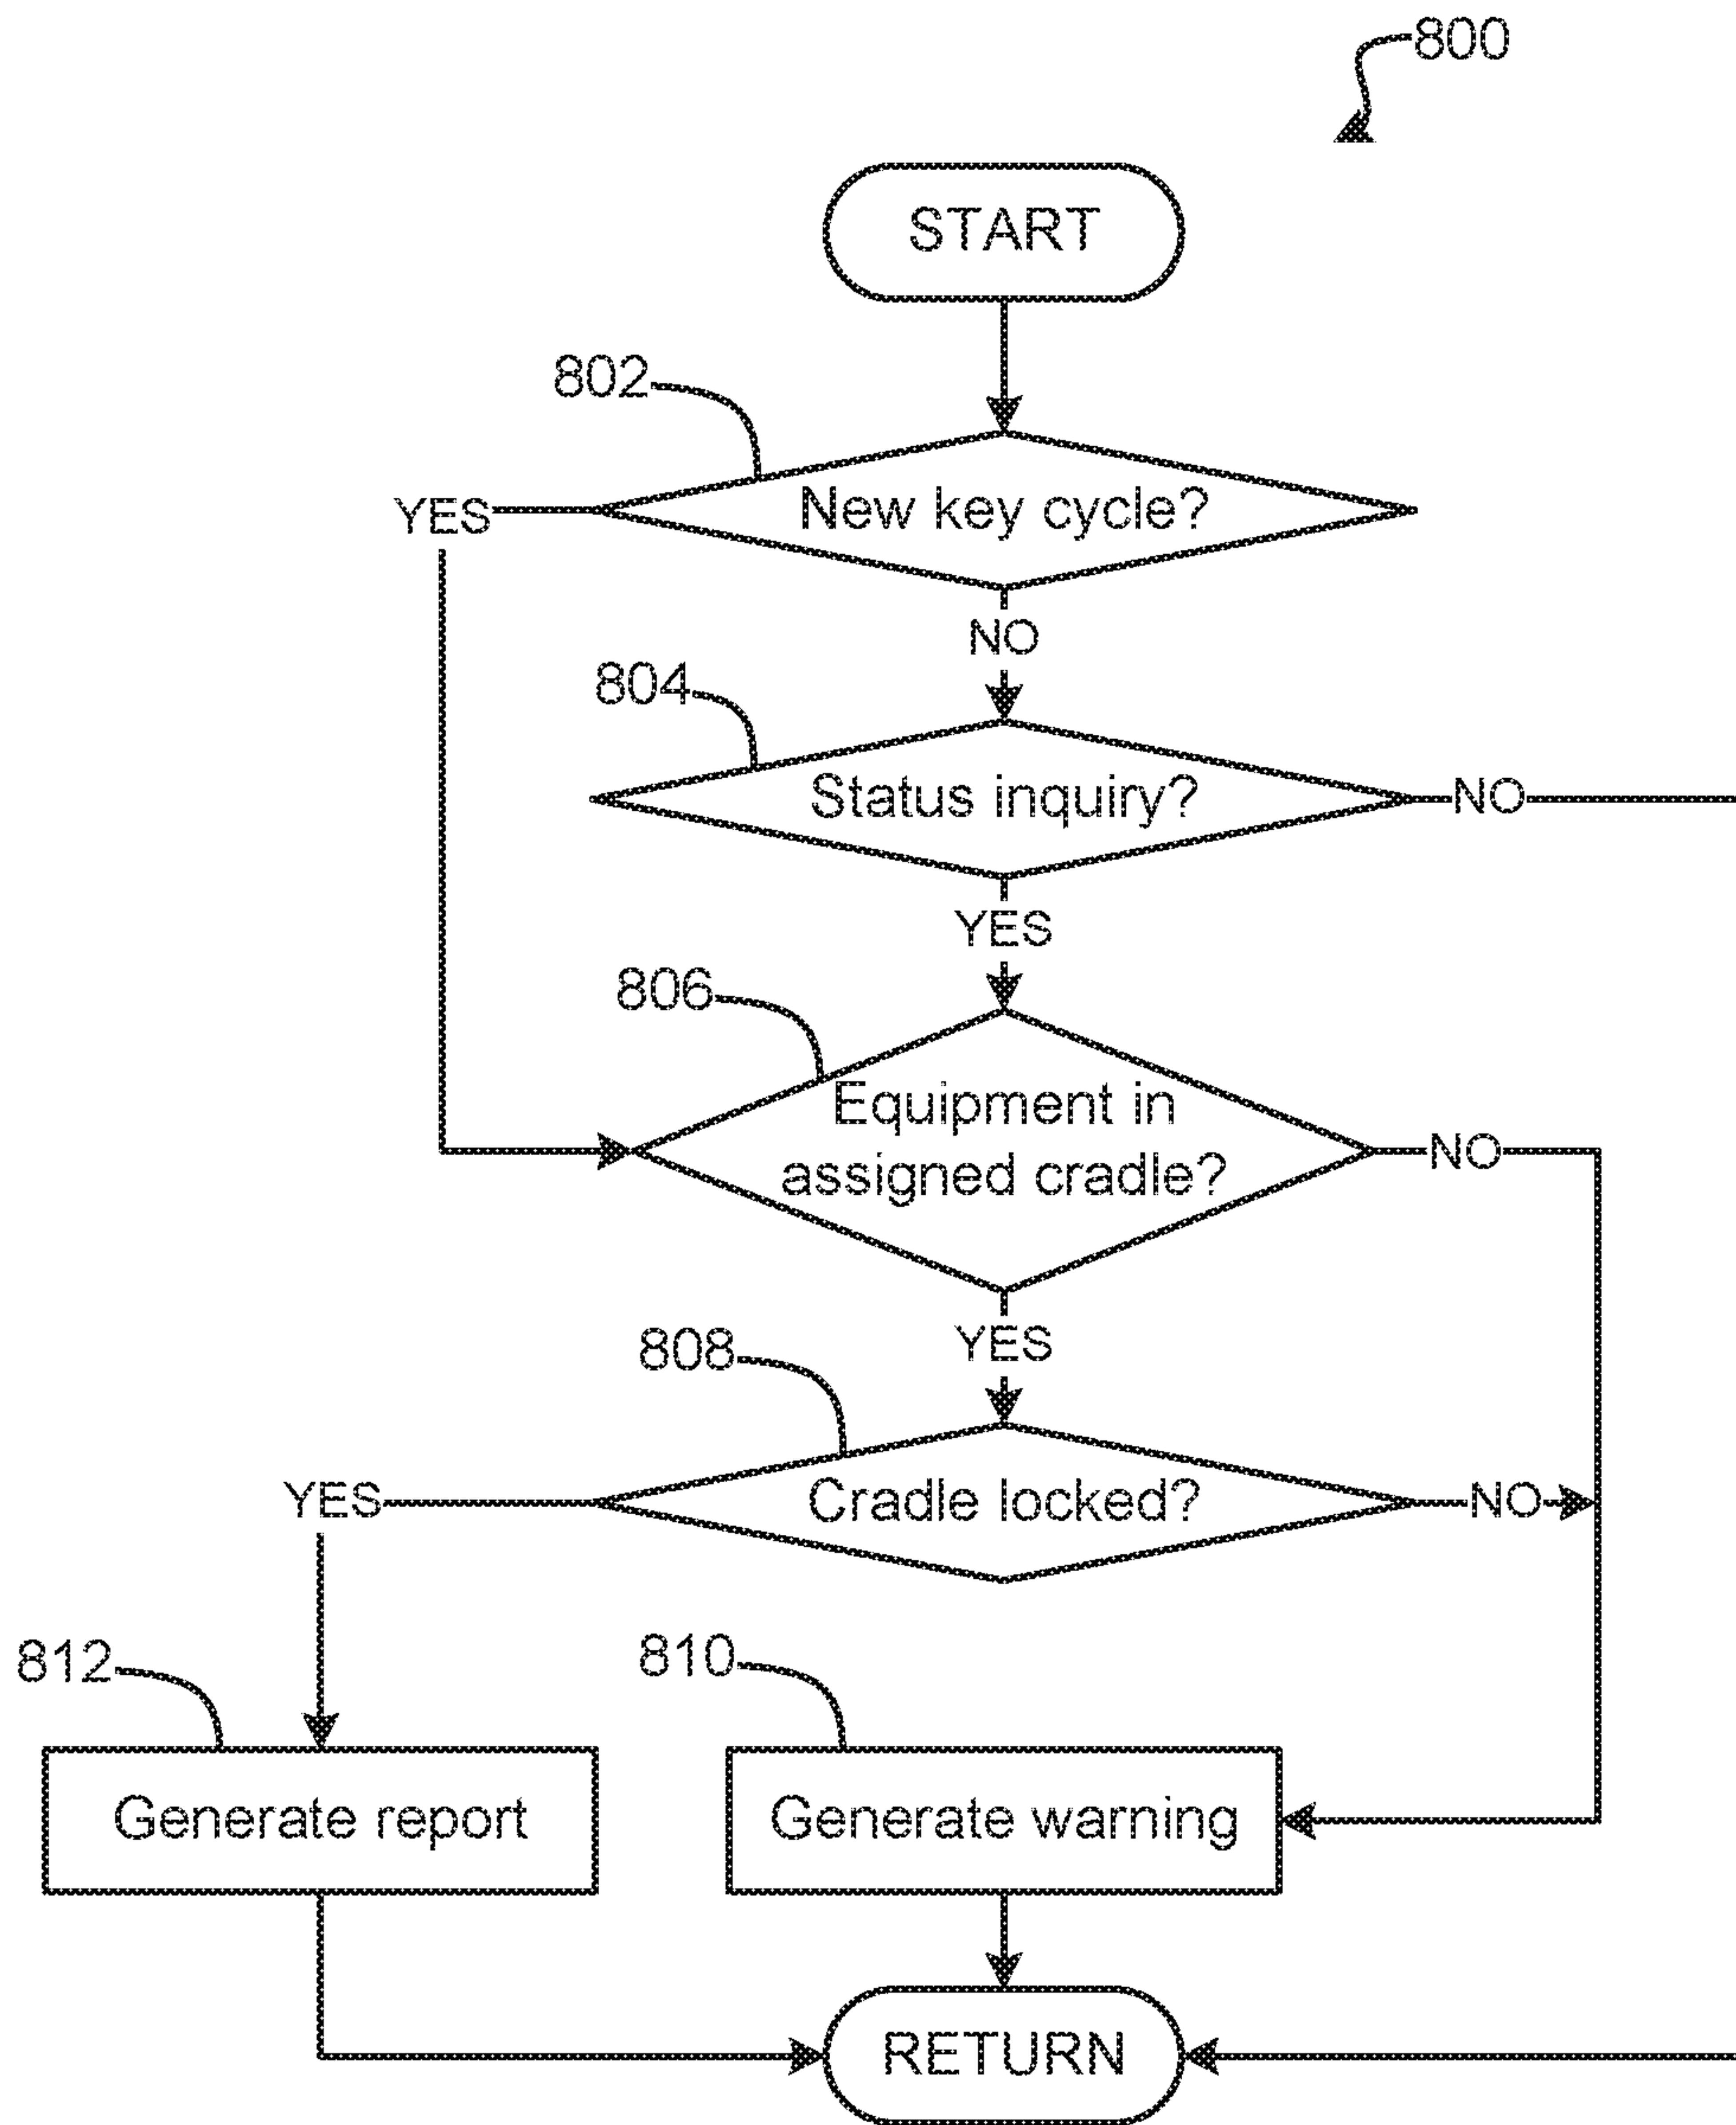 800
START
802
New key cycle?
YES
NO
804
Status inquiry?
NO
YES
806
Equipment in
assigned cradle?
NO
YES
808
Cradle locked?
YES
NO
812
810
Generate report
Generate warning
RETURN